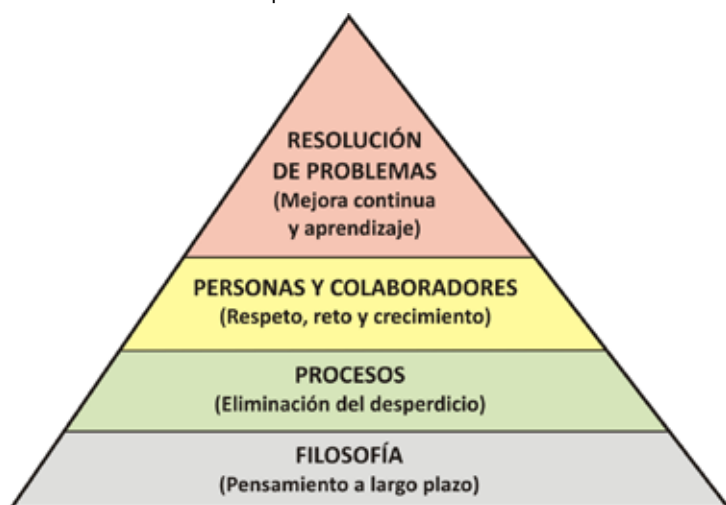 RESOLUCIÓN
DE PROBLEMAS
(Mejora continua
y aprendizaje)
PERSONAS Y COLABORADORES
(Respeto, reto y crecimiento)
PROCESOS
(Eliminación del desperdicio)
FILOSOFÍA
(Pensamiento a largo plazo)